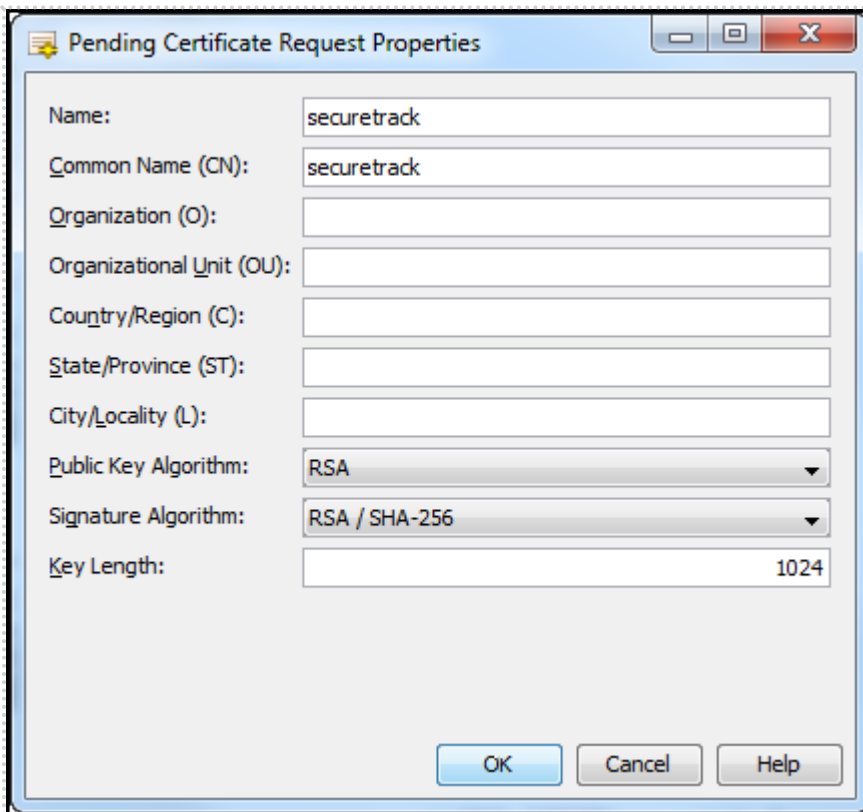 Pending Certificate Request Properties
Name: securetrack
Common Name (CN): securetrack
Organization (O):
Organizational Unit (OU):
Country/Region (C):
State/Province (ST):
City/Locality (L):
Public Key Algorithm: RSA
Signature Algorithm: RSA / SHA-256
Key Length: 1024
OK Cancel Help